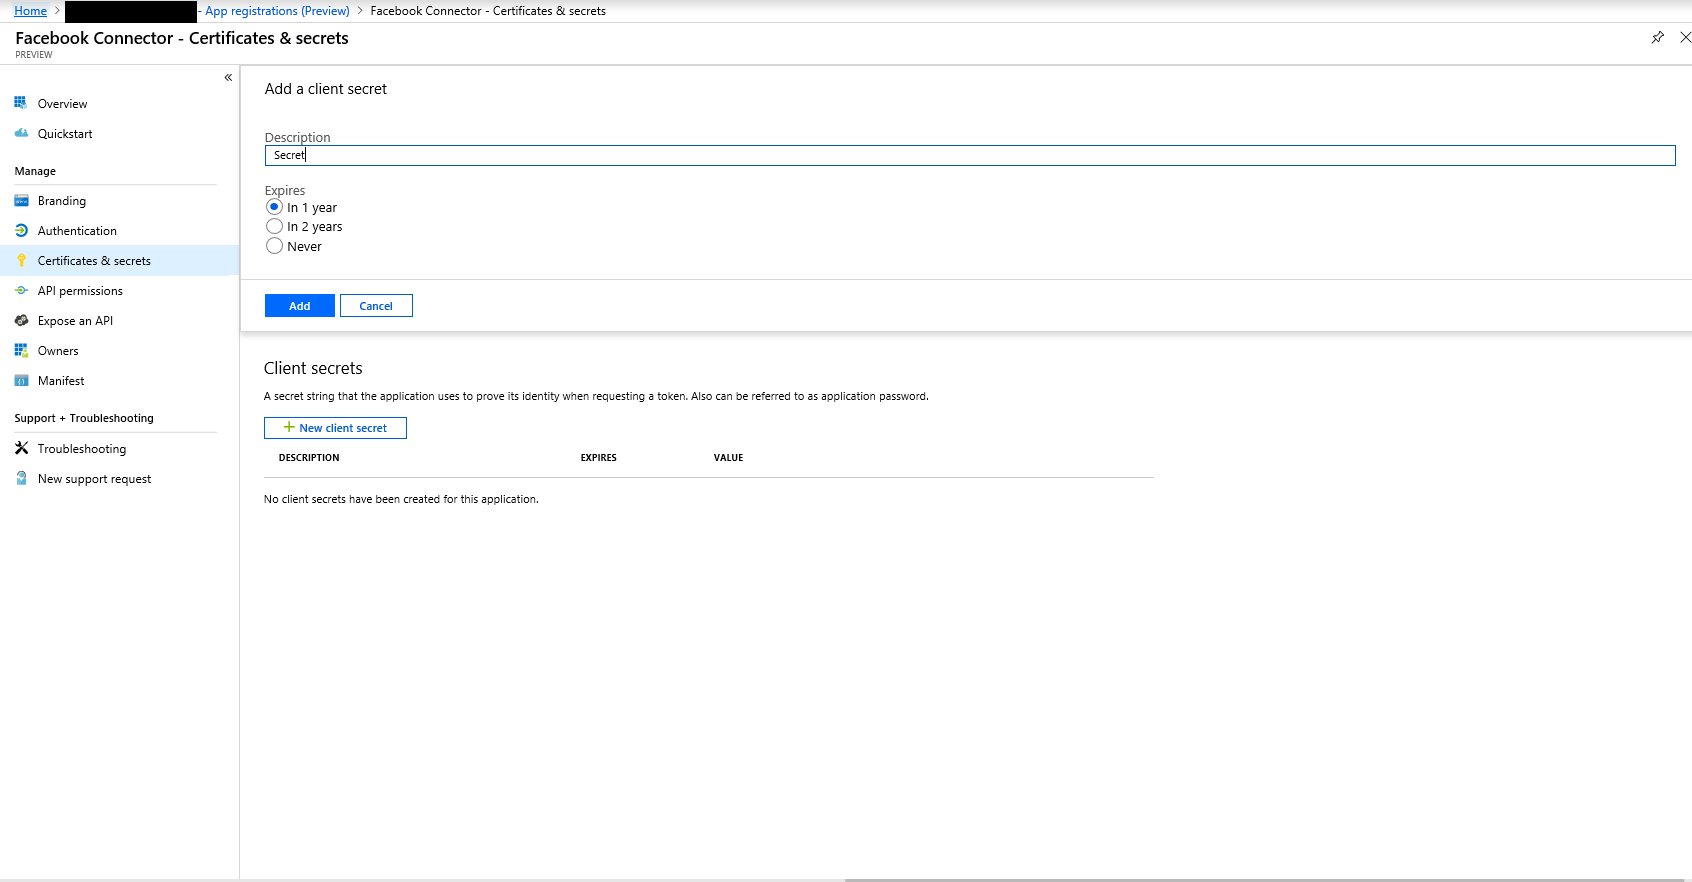 Home > - App registrations (Preview) > Facebook Connector - Certificates & secrets
Facebook Connector - Certificates & secrets
PREVIEW
«
Overview
Quickstart
Manage
Branding
Authentication
Certificates & secrets
API permissions
Expose an API
Owners
Manifest
Support + Troubleshooting
Troubleshooting
New support request
Add a client secret
Description
Secret
Expires
In 1 year
In 2 years
Never
Add Cancel
Client secrets
A secret string that the application uses to prove its identity when requesting a token. Also can be referred to as application password.
+ New client secret
DESCRIPTION EXPIRES VALUE
No client secrets have been created for this application.